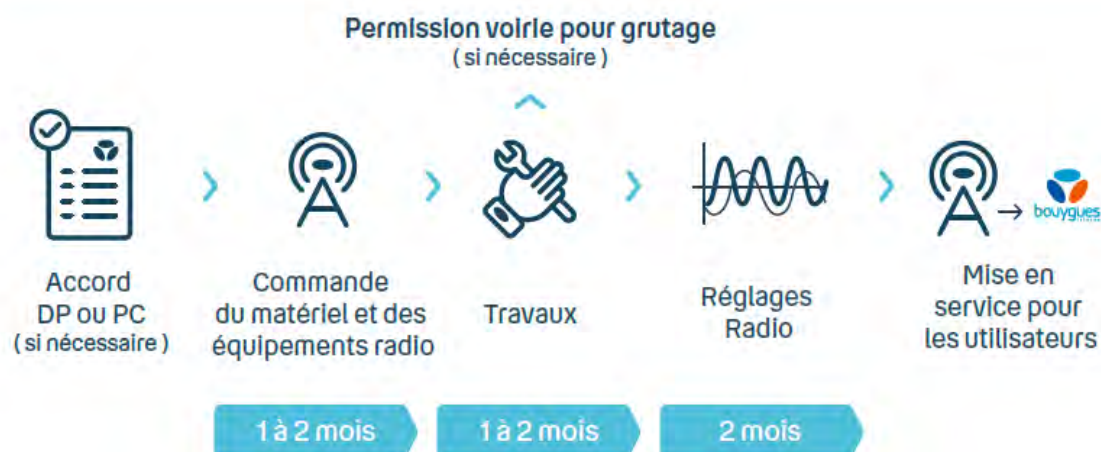 Permission voirie pour grutage
( si nécessaire )
Accord
DP ou PC
( si nécessaire )
Commande
du matériel et des
équipements radio
Travaux
Réglages
Radio
bouygues
Mise en
service pour
les utilisateurs
1 à 2 mois
1 à 2 mois
2 mois